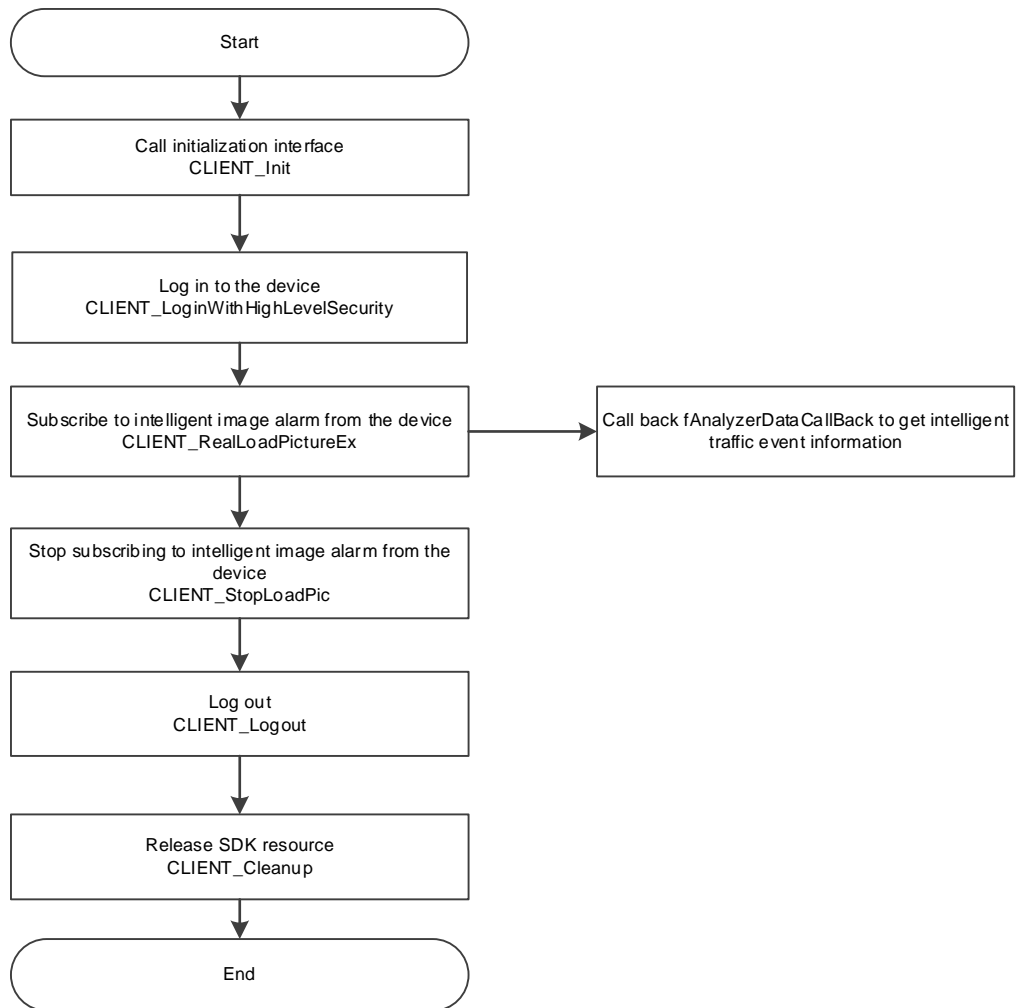 Start
Call initialization interface
CLIENT_Init
Log in to the device
CLIENT_LoginWithHighLevelSecurity
Subscribe to intelligent image alarm from the device
CLIENT_RealLoadPictureEx
Call back fAnalyzerDataCallBack to get intelligent
traffic event information
Stop subscribing to intelligent image alarm from the
device
CLIENT_StopLoadPic
Log out
CLIENT_Logout
Release SDK resource
CLIENT_Cleanup
End